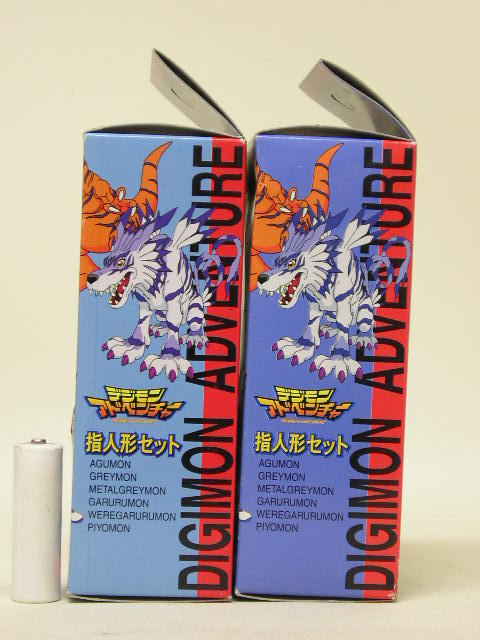 DIGIMON ADVENTURE
デジモン
アドベンチャー
指人形セット
AGUMON
GREYMON
METALGREYMON
GARURUMON
WEREGARURUMON
PIYOMON
DIGIMON ADVENTURE
デジモン
アドベンチャー
指人形セット
AGUMON
GREYMON
METALGREYMON
GARURUMON
WEREGARURUMON
PIYOMON